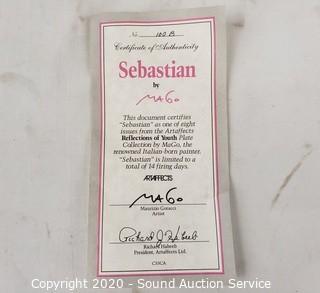 № 100 B
Certificate of Authenticity
Sebastian
by
MAGo
This document certifies
"Sebastian" as one of eight
issues from the Artaffects
Reflections of Youth Plate
Collection by MaGo, the
renowned Italian-born painter.
"Sebastian" is limited to a
total of 14 firing days.
ARTAFFECTS
MAGo
Maurizio Goracci
Artist
Richard J Habeeb
Richard Habeeb
President, Artaffects Ltd.
Copyright 2020 - Sound Auction Service